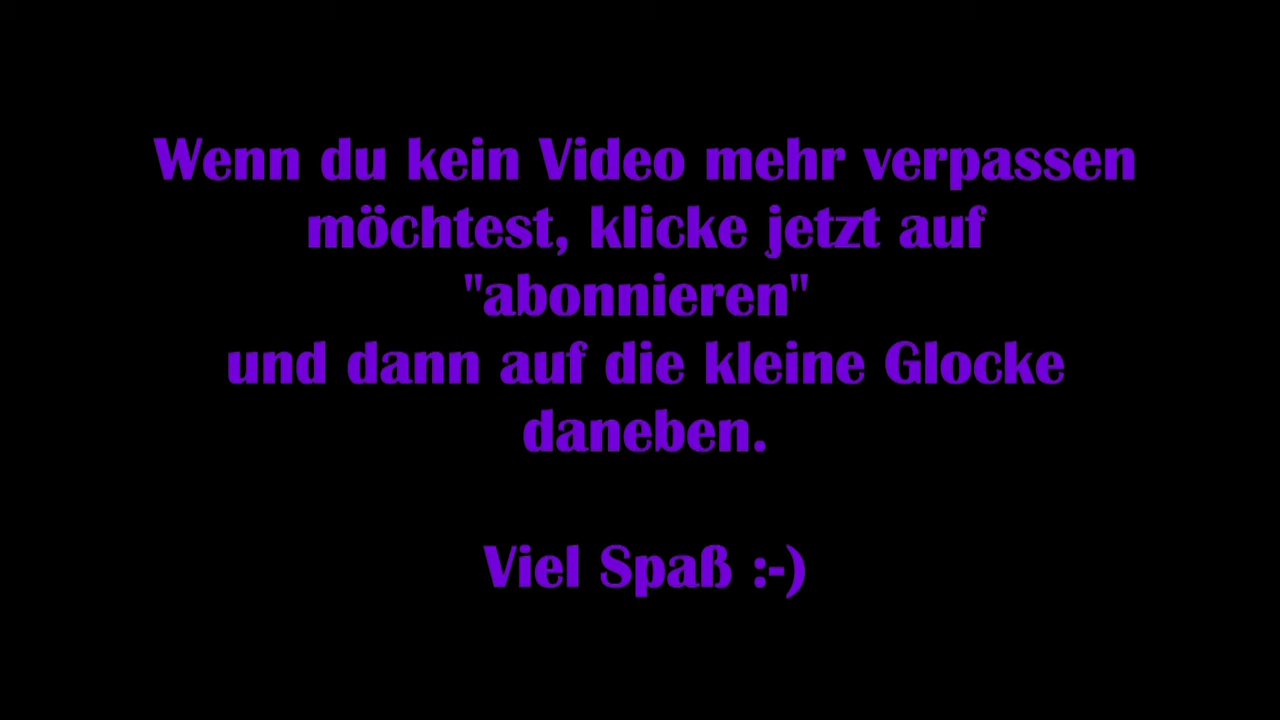 Wenn du kein Video mehr verpassen
möchtest, klicke jetzt auf
"abonnieren"
und dann auf die kleine Glocke
daneben.
Viel Spaß :-)